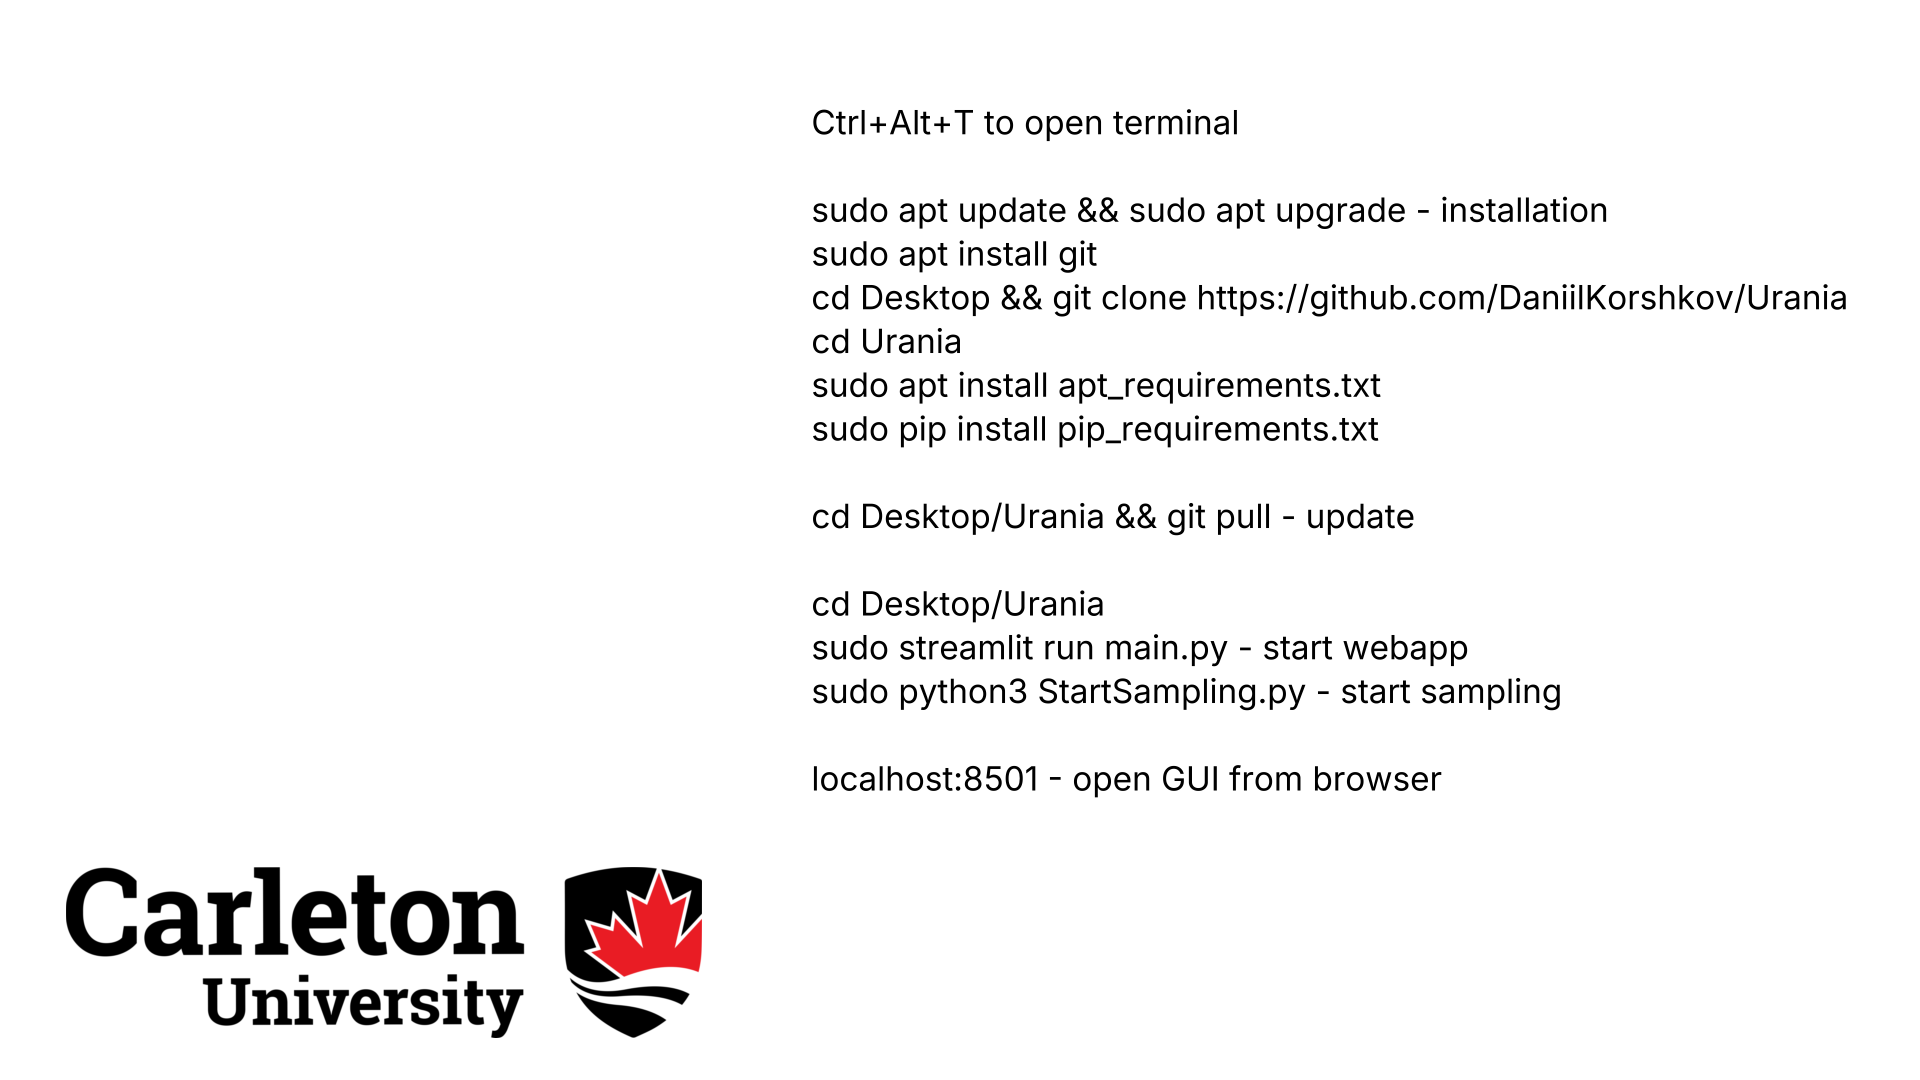 Ctrl+Alt+T to open terminal
sudo apt update && sudo apt upgrade - installation
sudo apt install git
cd Desktop && git clone https://github.com/DaniilKorshkov/Urania
cd Urania
sudo apt install apt_requirements.txt
sudo pip install pip_requirements.txt
cd Desktop/Urania && git pull - update
cd Desktop/Urania
sudo streamlit run main.py - start webapp
sudo python3 StartSampling.py - start sampling
localhost:8501 - open GUI from browser
Carleton
University